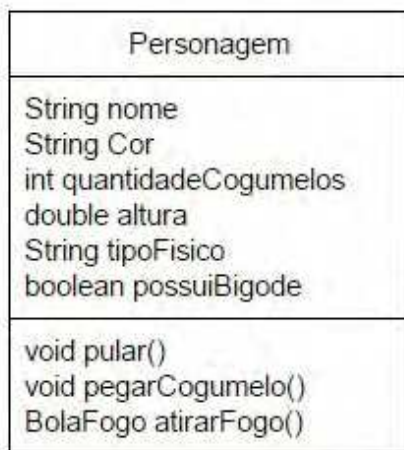 Personagem
String nome
String Cor
int quantidadeCogumelos
double altura
String tipoFisico
boolean possuiBigode
void pular()
void pegarCogumelo()
BolaFogo atirarFogo()